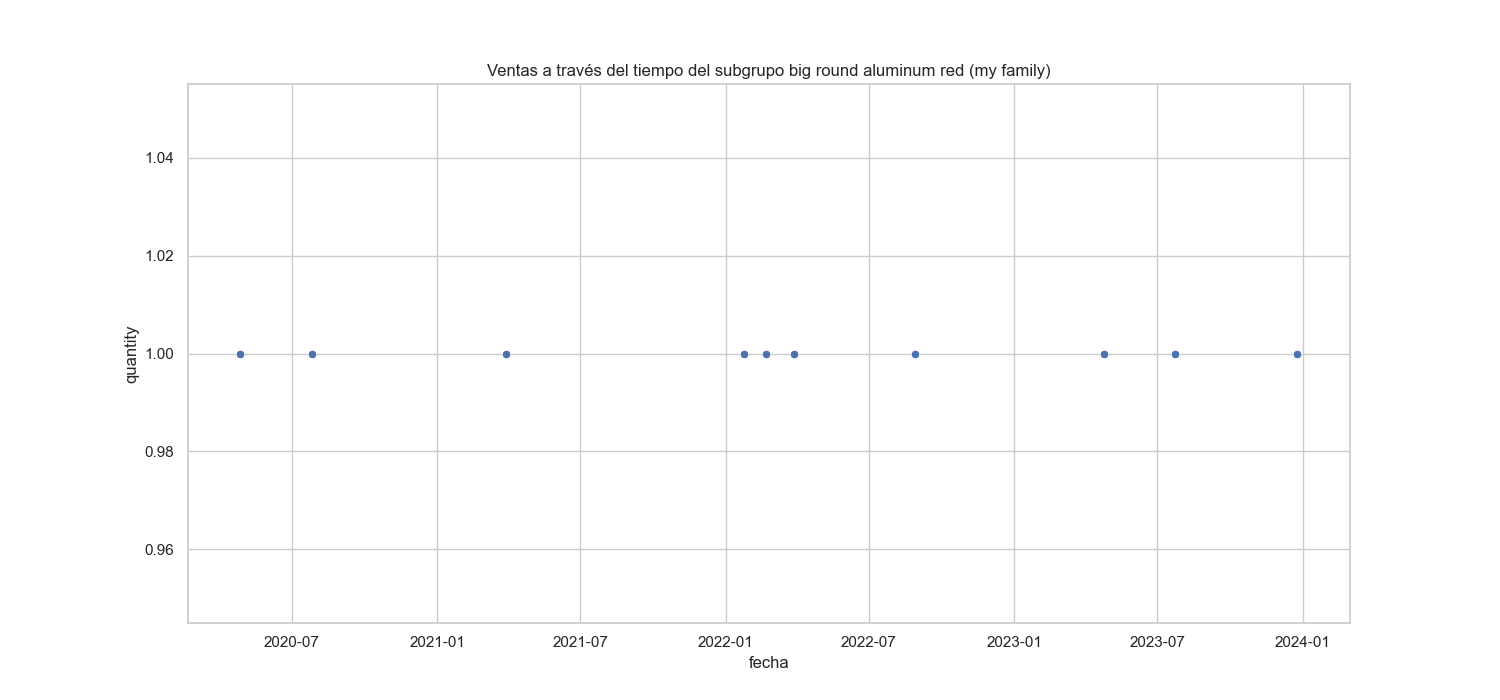 Ventas a través del tiempo del subgrupo big round aluminum red (my family)
1.04
1.02
1.00
0.98
0.96
quantity
2020-07 2021-01 2021-07 2022-01 2022-07 2023-01 2023-07 2024-01
fecha